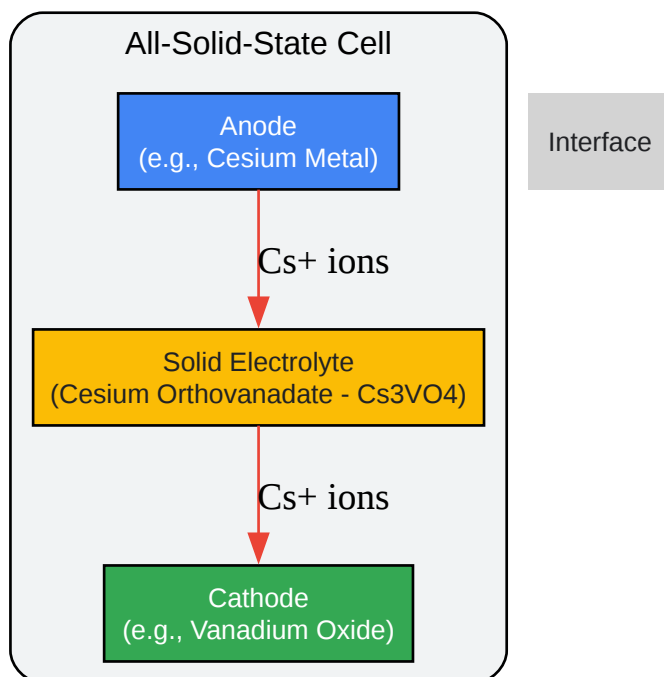 All-Solid-State Cell
Anode
(e.g., Cesium Metal)
Interface
Cs+ ions
Solid Electrolyte
(Cesium Orthovanadate - Cs3VO4)
Cs+ ions
Cathode
(e.g., Vanadium Oxide)